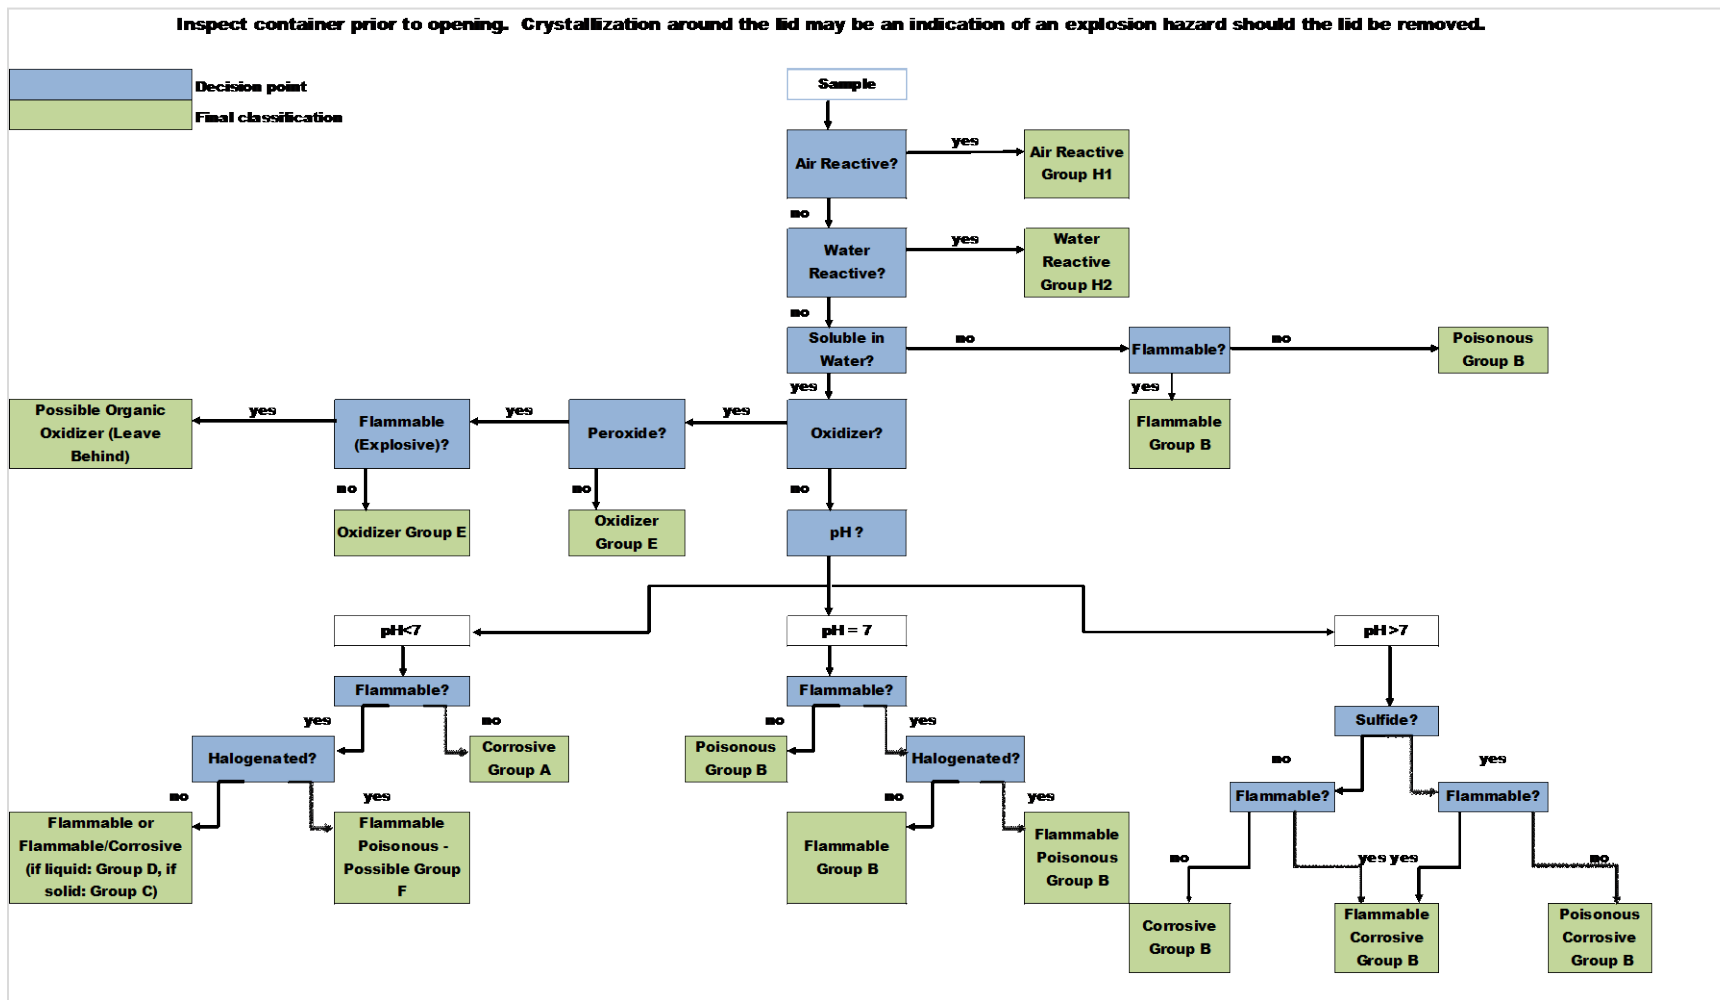 Inspect container prior to opening.  Crystallization around the lid may be an indication of an explosion hazard should the lid be removed.
Decision point
Final classification
Sample
Air Reactive?
yes
Air Reactive
Group H1
no
Water
Reactive?
yes
Water
Reactive
Group H2
no
Soluble in
Water?
no
Flammable?
no
Poisonous
Group B
yes
yes
Flammable
Group B
Oxidizer?
yes
Peroxide?
yes
Flammable
(Explosive)?
yes
Possible Organic
Oxidizer (Leave
Behind)
no
Oxidizer Group E
no
Oxidizer
Group E
no
pH ?
pH<7
pH = 7
pH >7
Flammable?
yes
no
Halogenated?
Corrosive
Group A
no
yes
Flammable or
Flammable/Corrosive
(if liquid: Group D, if
solid: Group C)
Flammable
Poisonous -
Possible Group
F
Flammable?
no
yes
Poisonous
Group B
Halogenated?
no
yes
Flammable
Group B
Flammable
Poisonous
Group B
Sulfide?
no
yes
Flammable?
Flammable?
no
yes yes
no
Corrosive
Group B
Flammable
Corrosive
Group B
Poisonous
Corrosive
Group B